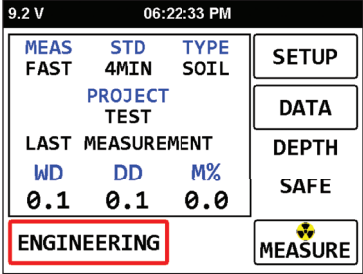 9.2 V 06:22:33 PM
MEAS STD TYPE
FAST 4MIN SOIL
PROJECT
TEST
LAST MEASUREMENT
WD DD M%
0.1 0.1 0.0
ENGINEERING
SETUP
DATA
DEPTH
SAFE
MEASURE